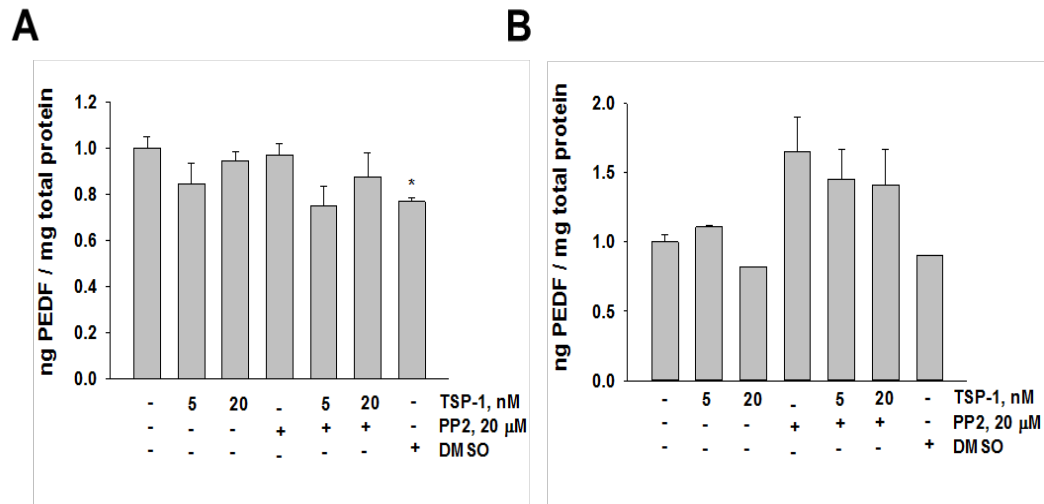 A
ng PEDF / mg total protein
1.2
1.0
0.8
0.6
0.4
0.2
0.0
*
- 5 20 - 5 20 - TSP-1, nM
- - - + + + - PP2, 20 µM
- - - - - - + DMSO
B
ng PEDF / mg total protein
2.0
1.5
1.0
0.5
0.0
- 5 20 - 5 20 - TSP-1, nM
- - - + + + - PP2, 20 µM
- - - - - - + DMSO